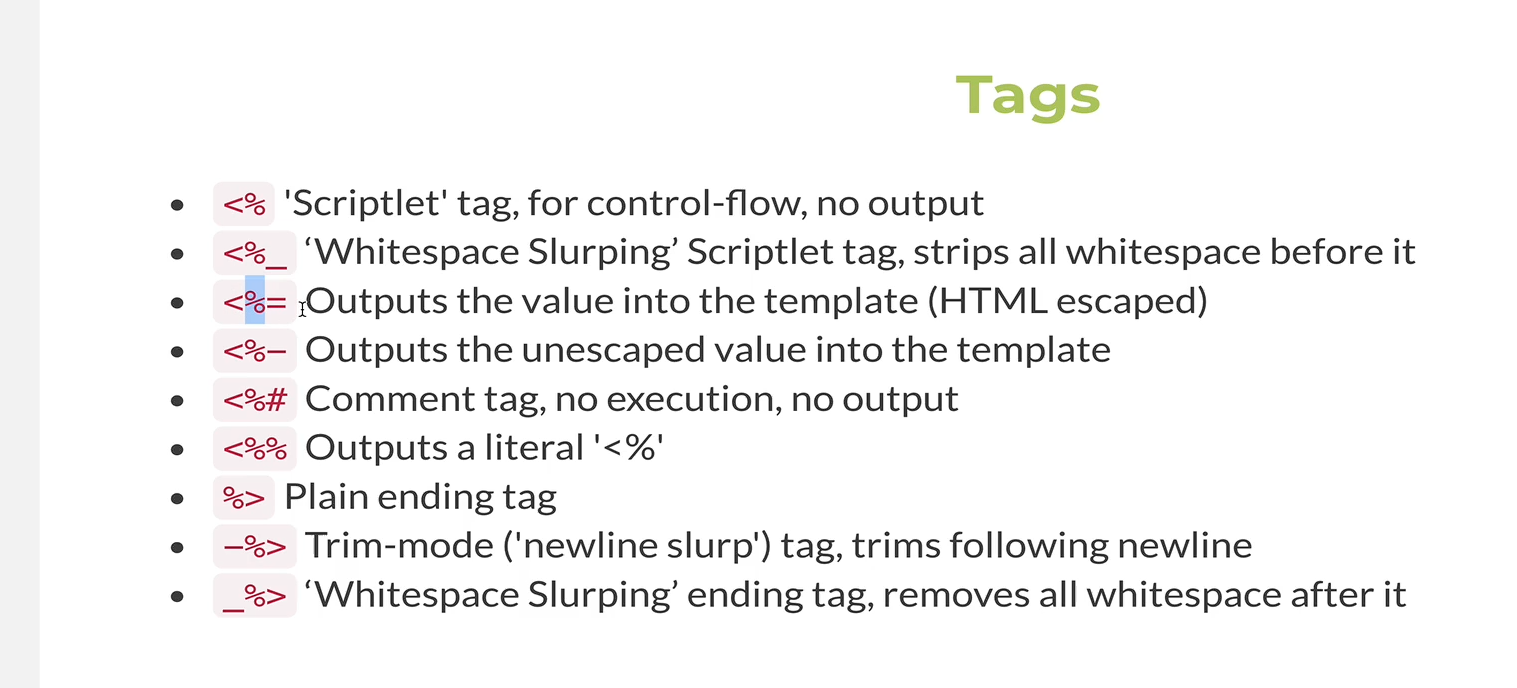 Tags
<% 'Scriptlet' tag, for control-flow, no output
<%_ ‘Whitespace Slurping’ Scriptlet tag, strips all whitespace before it
<%= Outputs the value into the template (HTML escaped)
<%- Outputs the unescaped value into the template
<%# Comment tag, no execution, no output
<%% Outputs a literal '<%'
%> Plain ending tag
-%> Trim-mode ('newline slurp') tag, trims following newline
_%> ‘Whitespace Slurping’ ending tag, removes all whitespace after it